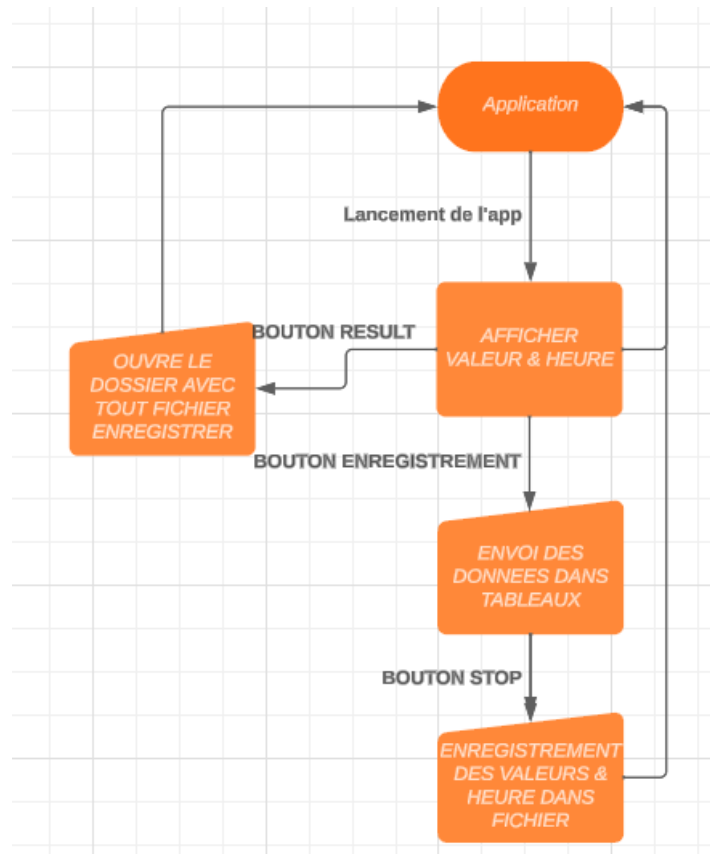 Application
Lancement de l'app
AFFICHER
VALEUR & HEURE
BOUTON RESULT
OUVRE LE
DOSSIER AVEC
TOUT FICHIER
ENREGISTRER
BOUTON ENREGISTREMENT
ENVOI DES
DONNEES DANS
TABLEAUX
BOUTON STOP
ENREGISTREMENT
DES VALEURS &
HEURE DANS
FICHIER